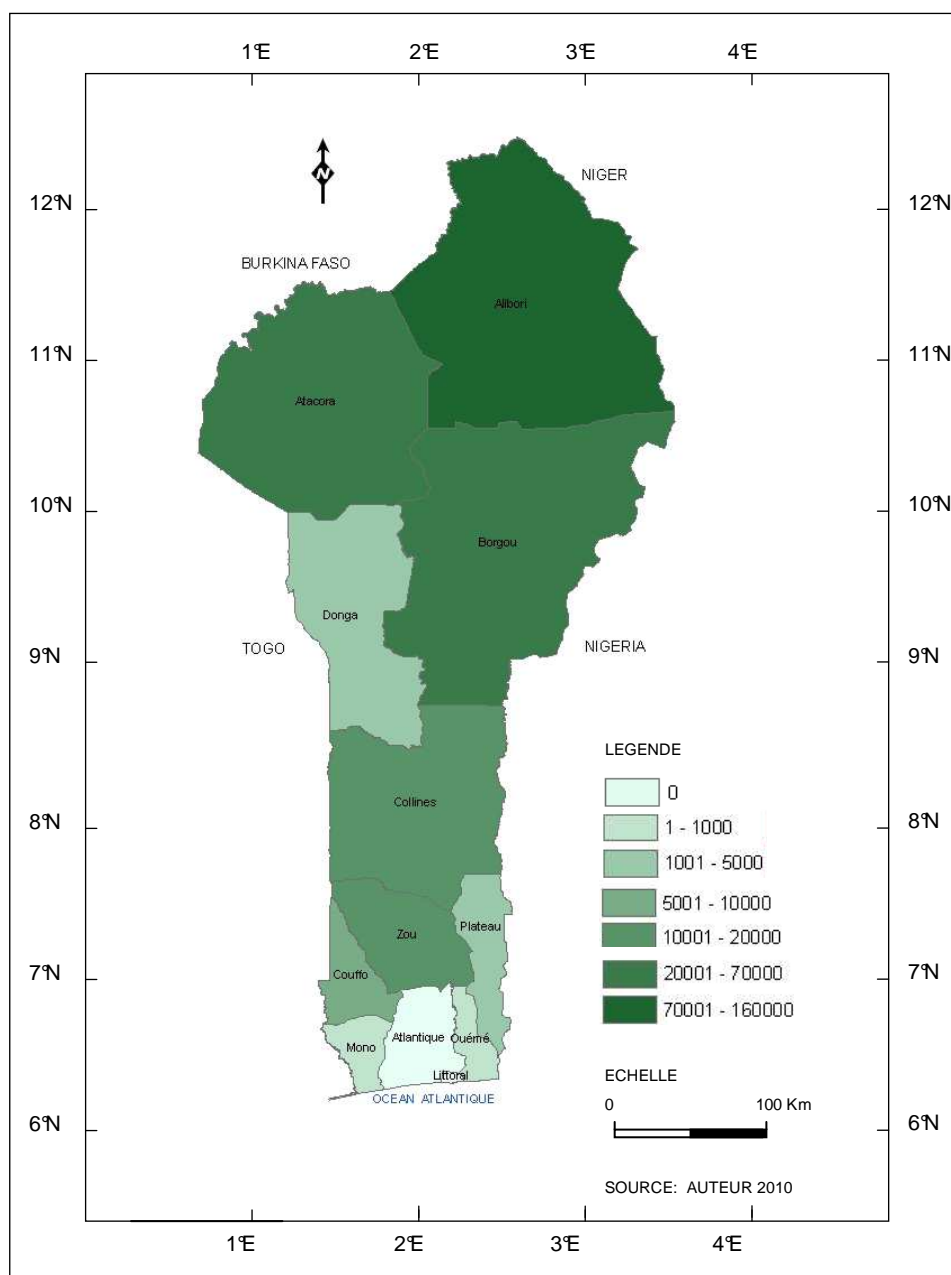 1°E 2°E 3°E 4°E
N
NIGER
12°N 12°N
BURKINA FASO
Alibori
11°N 11°N
Atacora
10°N 10°N
Borgou
Donga
TOGO NIGERIA
9°N 9°N
LEGENDE
0
Collines
8°N 8°N
1 - 1000
1001 - 5000
5001 - 10000
Plateau
Zou
10001 - 20000
Couffo
7°N 7°N
20001 - 70000
70001 - 160000
Atlantique Ouémé
Mono
Littoral
ECHELLE
OCEAN ATLANTIQUE
0 100 Km
6°N 6°N
SOURCE: AUTEUR 2010
1°E 2°E 3°E 4°E